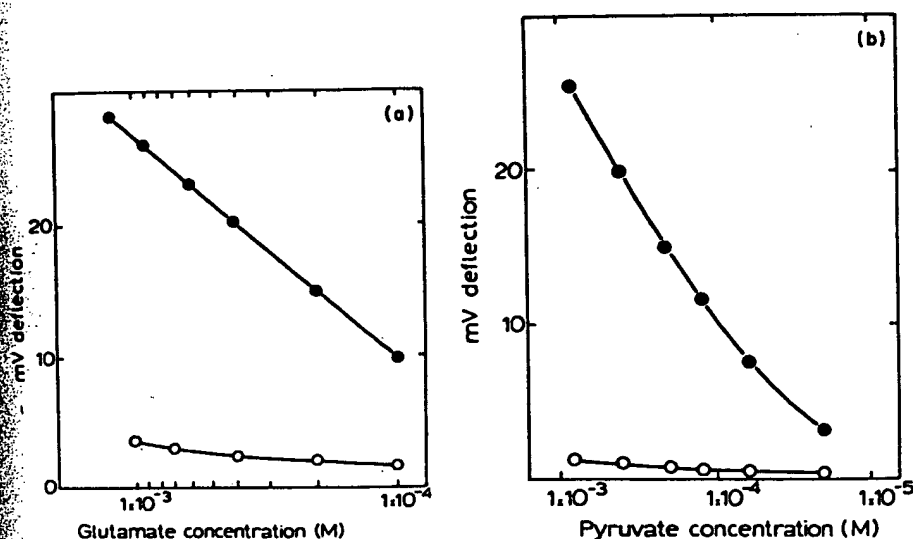 (a)
20
10
0
mV deflection
1·10⁻³ 1·10⁻⁴
Glutamate concentration (M)
(b)
20
10
mV deflection
1·10⁻³ 1·10⁻⁴ 1·10⁻⁵
Pyruvate concentration (M)